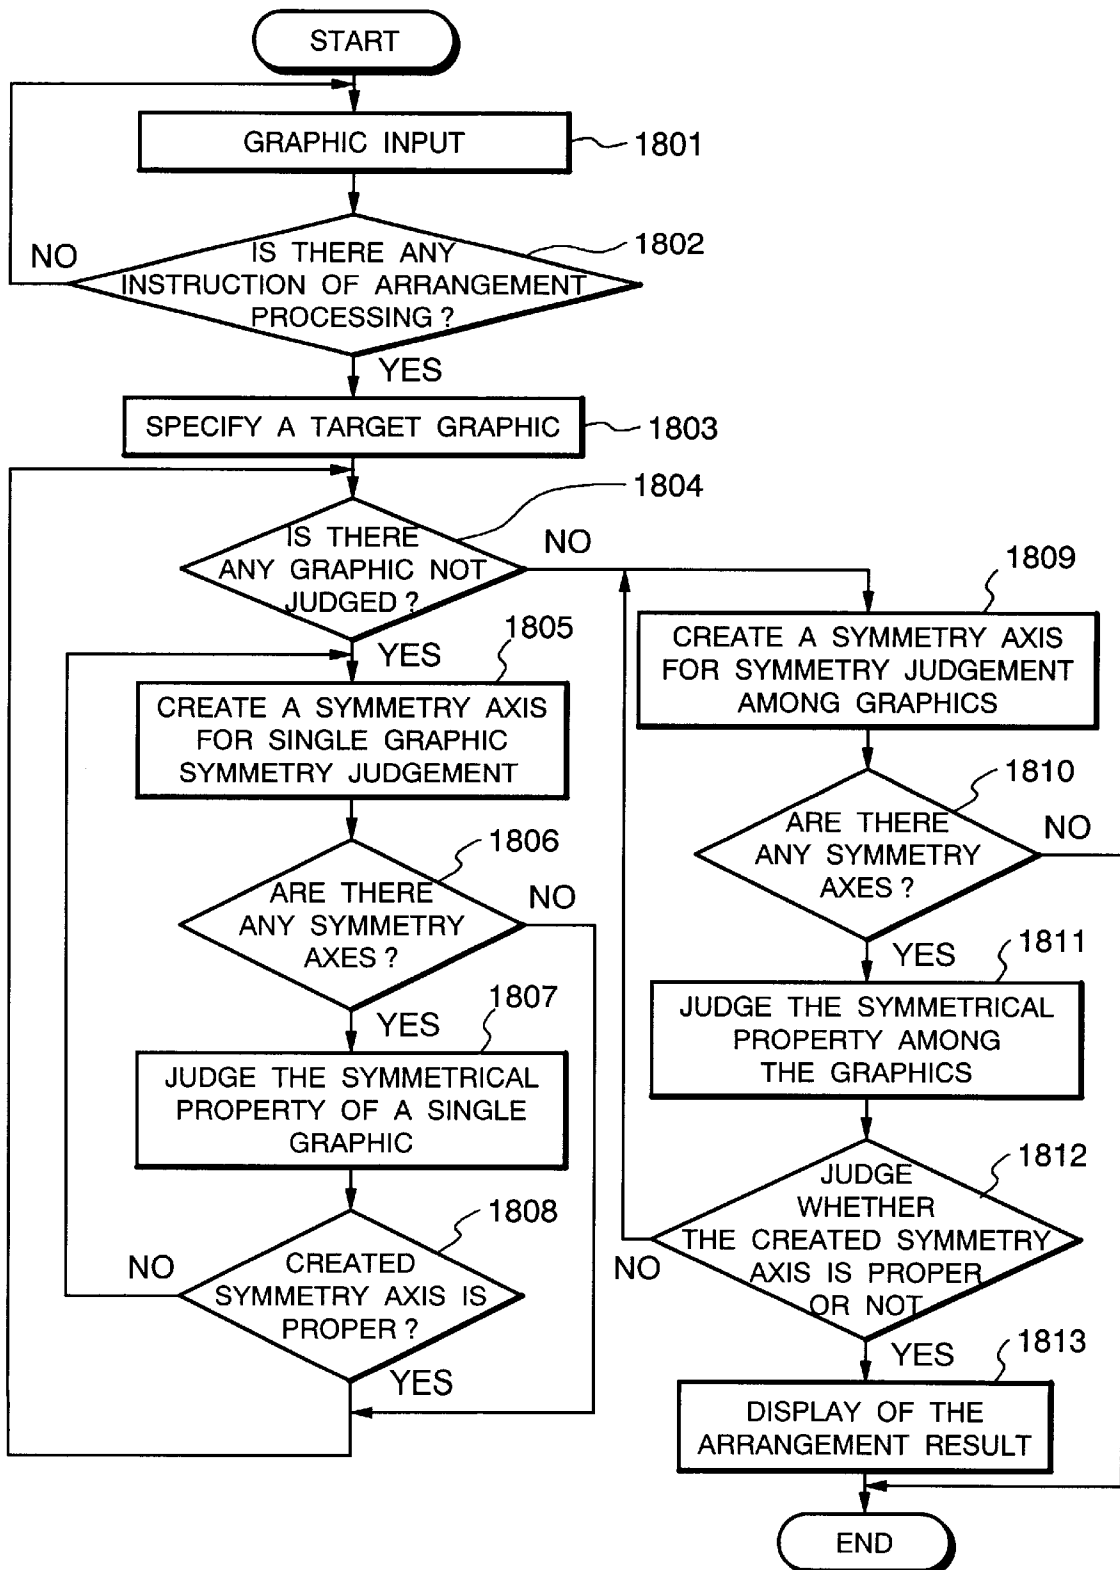 START
GRAPHIC INPUT
1801
IS THERE ANY
INSTRUCTION OF ARRANGEMENT
PROCESSING ?
1802
NO
YES
SPECIFY A TARGET GRAPHIC
1803
IS THERE
ANY GRAPHIC NOT
JUDGED ?
1804
NO
YES
1805
CREATE A SYMMETRY AXIS
FOR SINGLE GRAPHIC
SYMMETRY JUDGEMENT
1806
ARE THERE
ANY SYMMETRY
AXES ?
NO
YES
1807
JUDGE THE SYMMETRICAL
PROPERTY OF A SINGLE
GRAPHIC
1808
CREATED
SYMMETRY AXIS IS
PROPER ?
NO
YES
1809
CREATE A SYMMETRY AXIS
FOR SYMMETRY JUDGEMENT
AMONG GRAPHICS
1810
ARE THERE
ANY SYMMETRY
AXES ?
NO
YES
1811
JUDGE THE SYMMETRICAL
PROPERTY AMONG
THE GRAPHICS
1812
JUDGE
WHETHER
THE CREATED SYMMETRY
AXIS IS PROPER
OR NOT
NO
YES
1813
DISPLAY OF THE
ARRANGEMENT RESULT
END